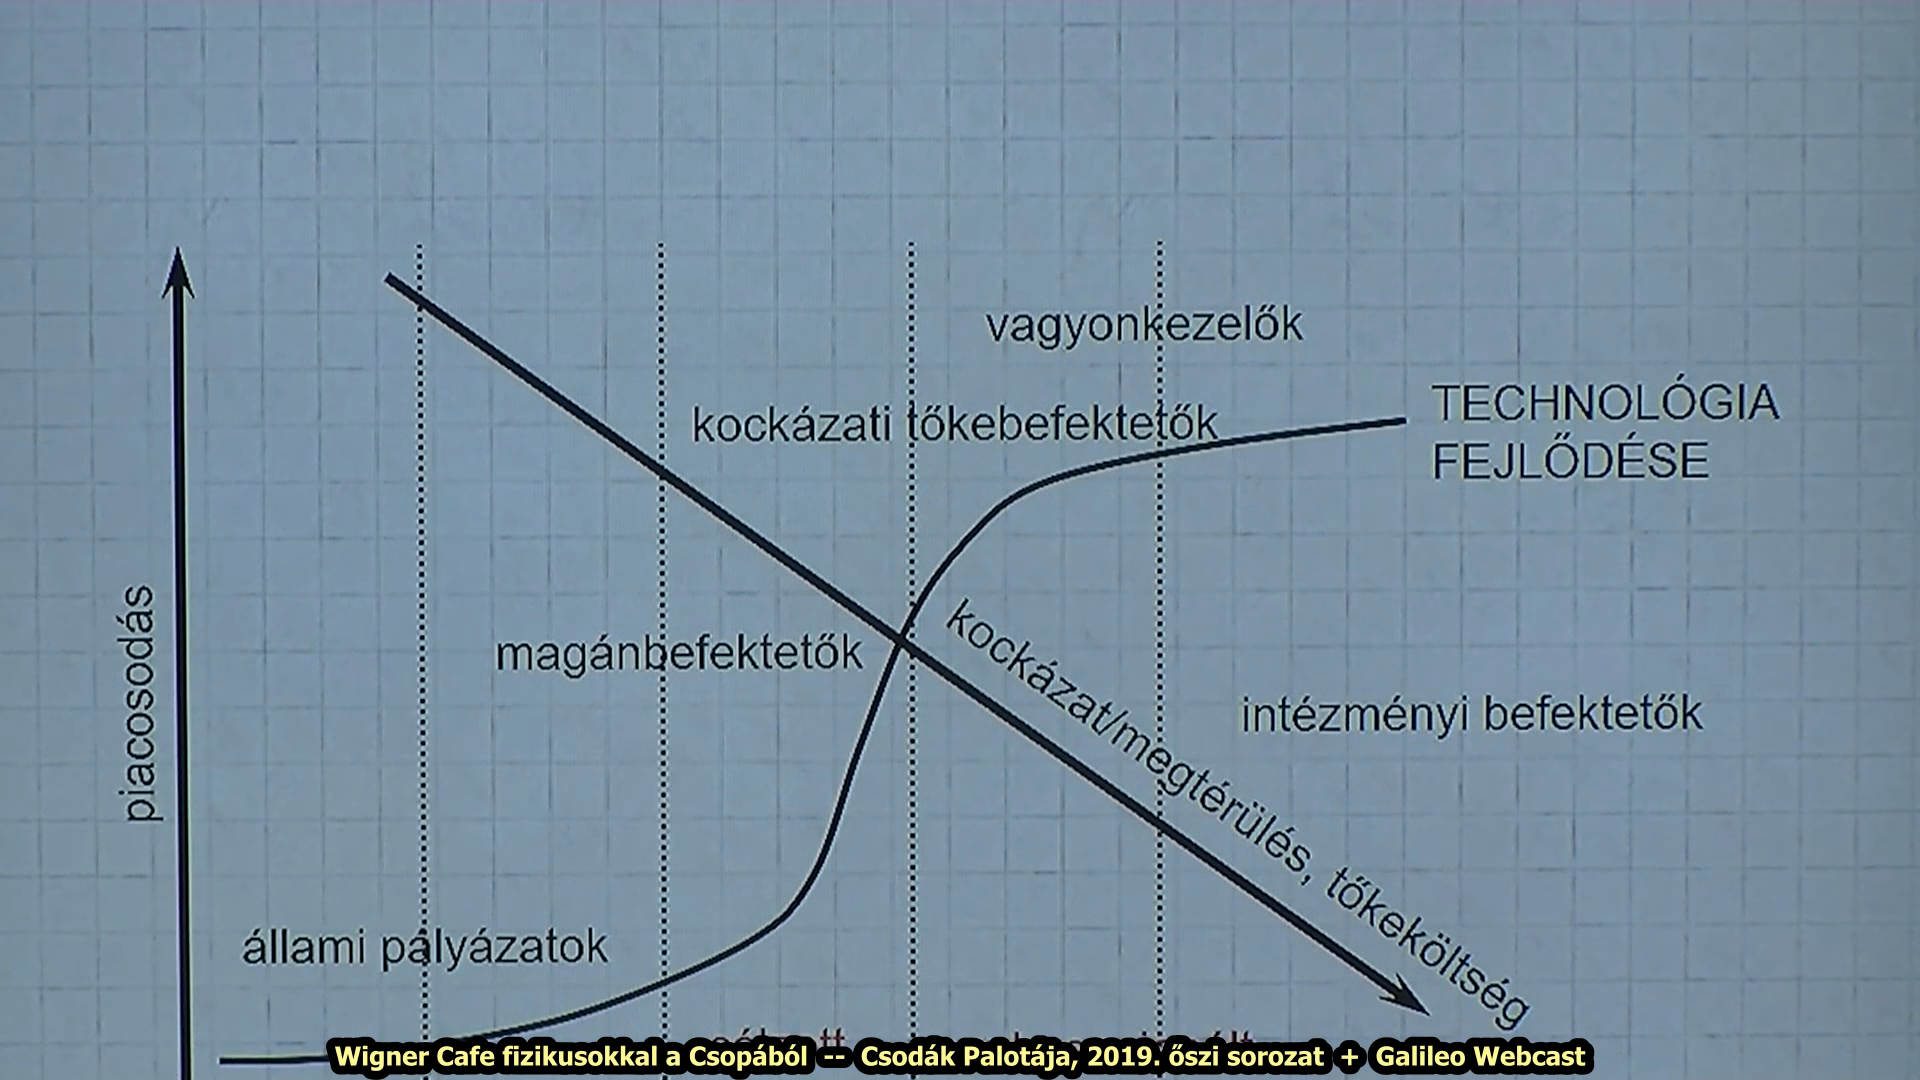 vagyonkezelők
kockázati tőkebefektetők
TECHNOLÓGIA
FEJLŐDÉSE
piacosodás
magánbefektetők
kockázat/megtérülés, tőkeköltség
intézményi befektetők
állami pályázatok
Wigner Cafe fizikusokkal a Csopából -- Csodák Palotája, 2019. őszi sorozat + Galileo Webcast